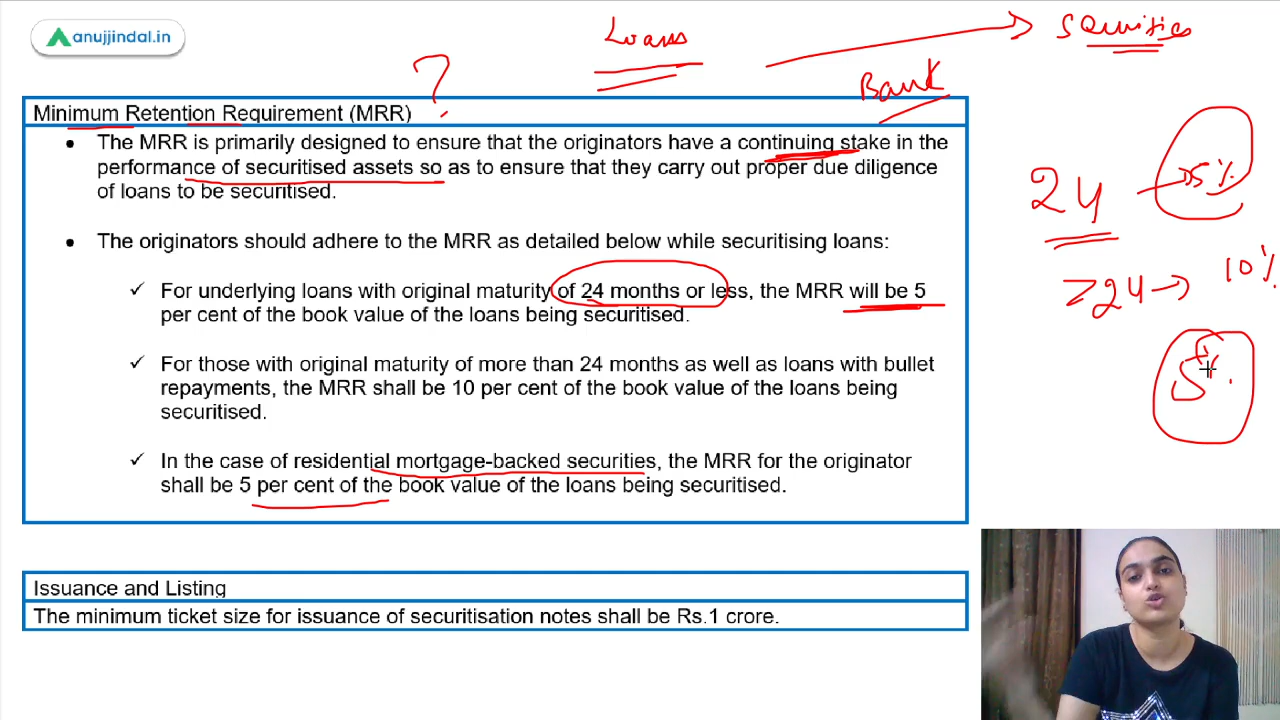 anujjindal.in
Loans
Securities
?
Bank
Minimum Retention Requirement (MRR)
The MRR is primarily designed to ensure that the originators have a continuing stake in the
performance of securitised assets so as to ensure that they carry out proper due diligence
of loans to be securitised.
The originators should adhere to the MRR as detailed below while securitising loans:
For underlying loans with original maturity of 24 months or less, the MRR will be 5
per cent of the book value of the loans being securitised.
For those with original maturity of more than 24 months as well as loans with bullet
repayments, the MRR shall be 10 per cent of the book value of the loans being
securitised.
In the case of residential mortgage-backed securities, the MRR for the originator
shall be 5 per cent of the book value of the loans being securitised.
24 → 5%
>24 → 10%
5%
Issuance and Listing
The minimum ticket size for issuance of securitisation notes shall be Rs.1 crore.